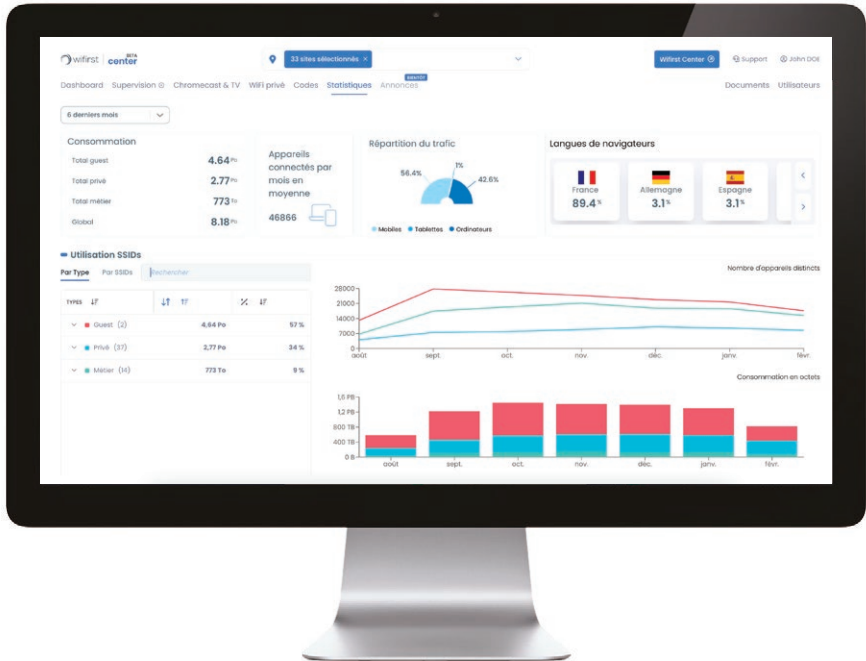 wifirst center BETA
33 sites sélectionnés ×
Wifirst Center
Support
John DOE
Dashboard Supervision Chromecast & TV WiFi privé Codes Statistiques Annonces BIENTÔT
Documents Utilisateurs
6 derniers mois
Consommation
Total guest 4.64 Po
Total privé 2.77 Po
Total métier 773 To
Global 8.18 Po
Appareils
connectés par
mois en
moyenne
46866
Répartition du trafic
56.4% 1% 42.6%
Mobiles Tablettes Ordinateurs
Langues de navigateurs
France Allemagne Espagne
89.4% 3.1% 3.1%
Utilisation SSIDs
Par Type Par SSIDs Rechercher
TYPES %
Guest (2) 4,64 Po 57 %
Privé (37) 2,77 Po 34 %
Métier (14) 773 To 9 %
Nombre d'appareils distincts
28000
21000
14000
7000
0
août sept. oct. nov. déc. janv. févr.
Consommation en octets
1,6 PB
1,2 PB
800 TB
400 TB
0 B
août sept. oct. nov. déc. janv. févr.